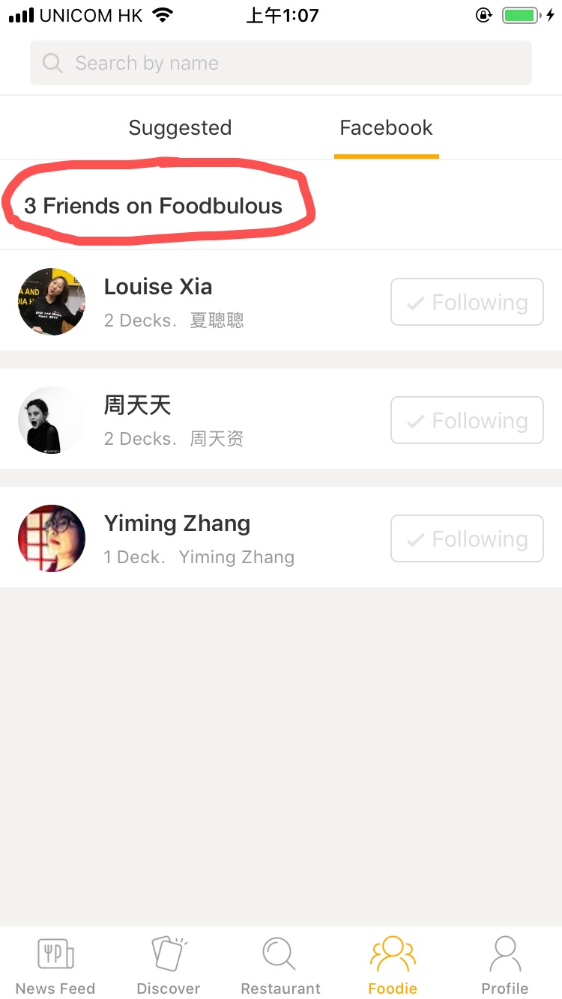 UNICOM HK 上午1:07
Search by name
Suggested Facebook
3 Friends on Foodbulous
Louise Xia
2 Decks. 夏聰聰
Following
周天天
2 Decks. 周天资
Following
Yiming Zhang
1 Deck. Yiming Zhang
Following
News Feed Discover Restaurant Foodie Profile